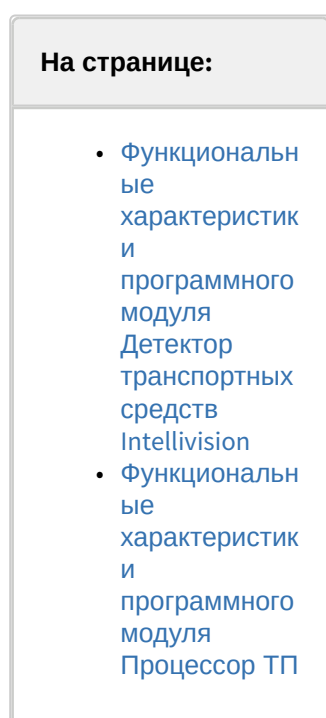 На странице:
• Функциональн
ые
характеристик
и
программного
модуля
Детектор
транспортных
средств
Intellivision
• Функциональн
ые
характеристик
и
программного
модуля
Процессор ТП